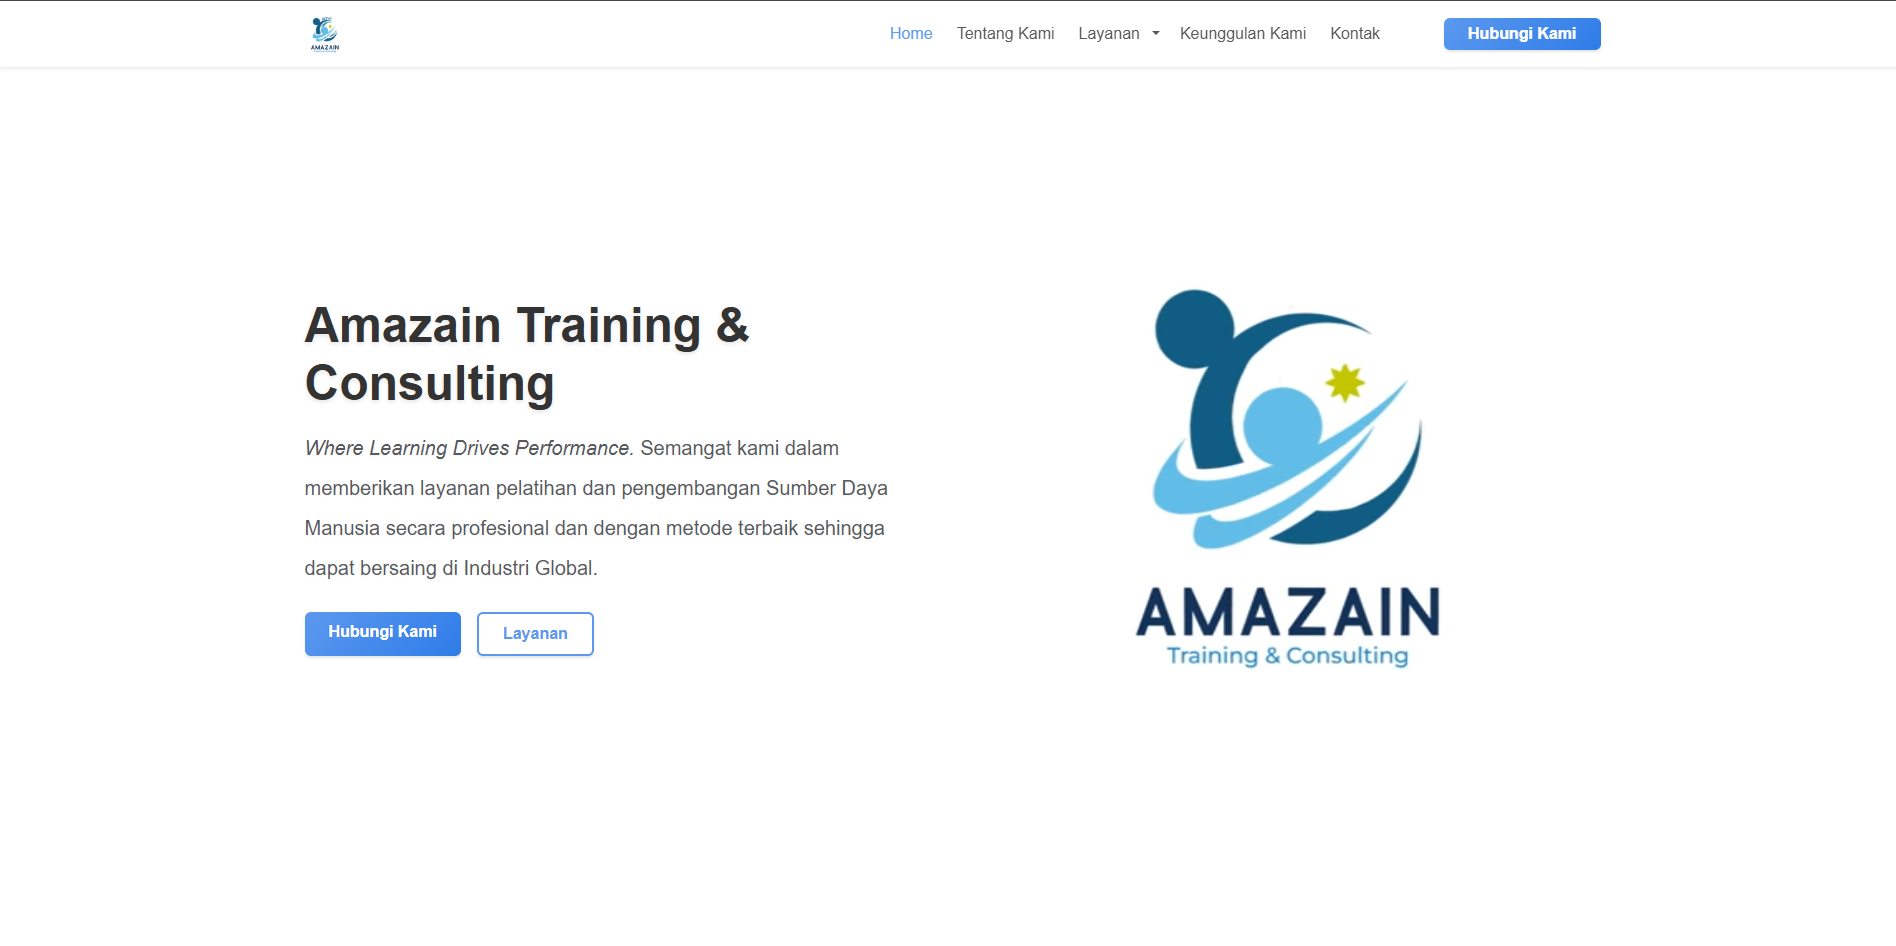 AMAZAIN
Home Tentang Kami Layanan Keunggulan Kami Kontak Hubungi Kami
Amazain Training &
Consulting
Where Learning Drives Performance. Semangat kami dalam
memberikan layanan pelatihan dan pengembangan Sumber Daya
Manusia secara profesional dan dengan metode terbaik sehingga
dapat bersaing di Industri Global.
Hubungi Kami Layanan
AMAZAIN
Training & Consulting